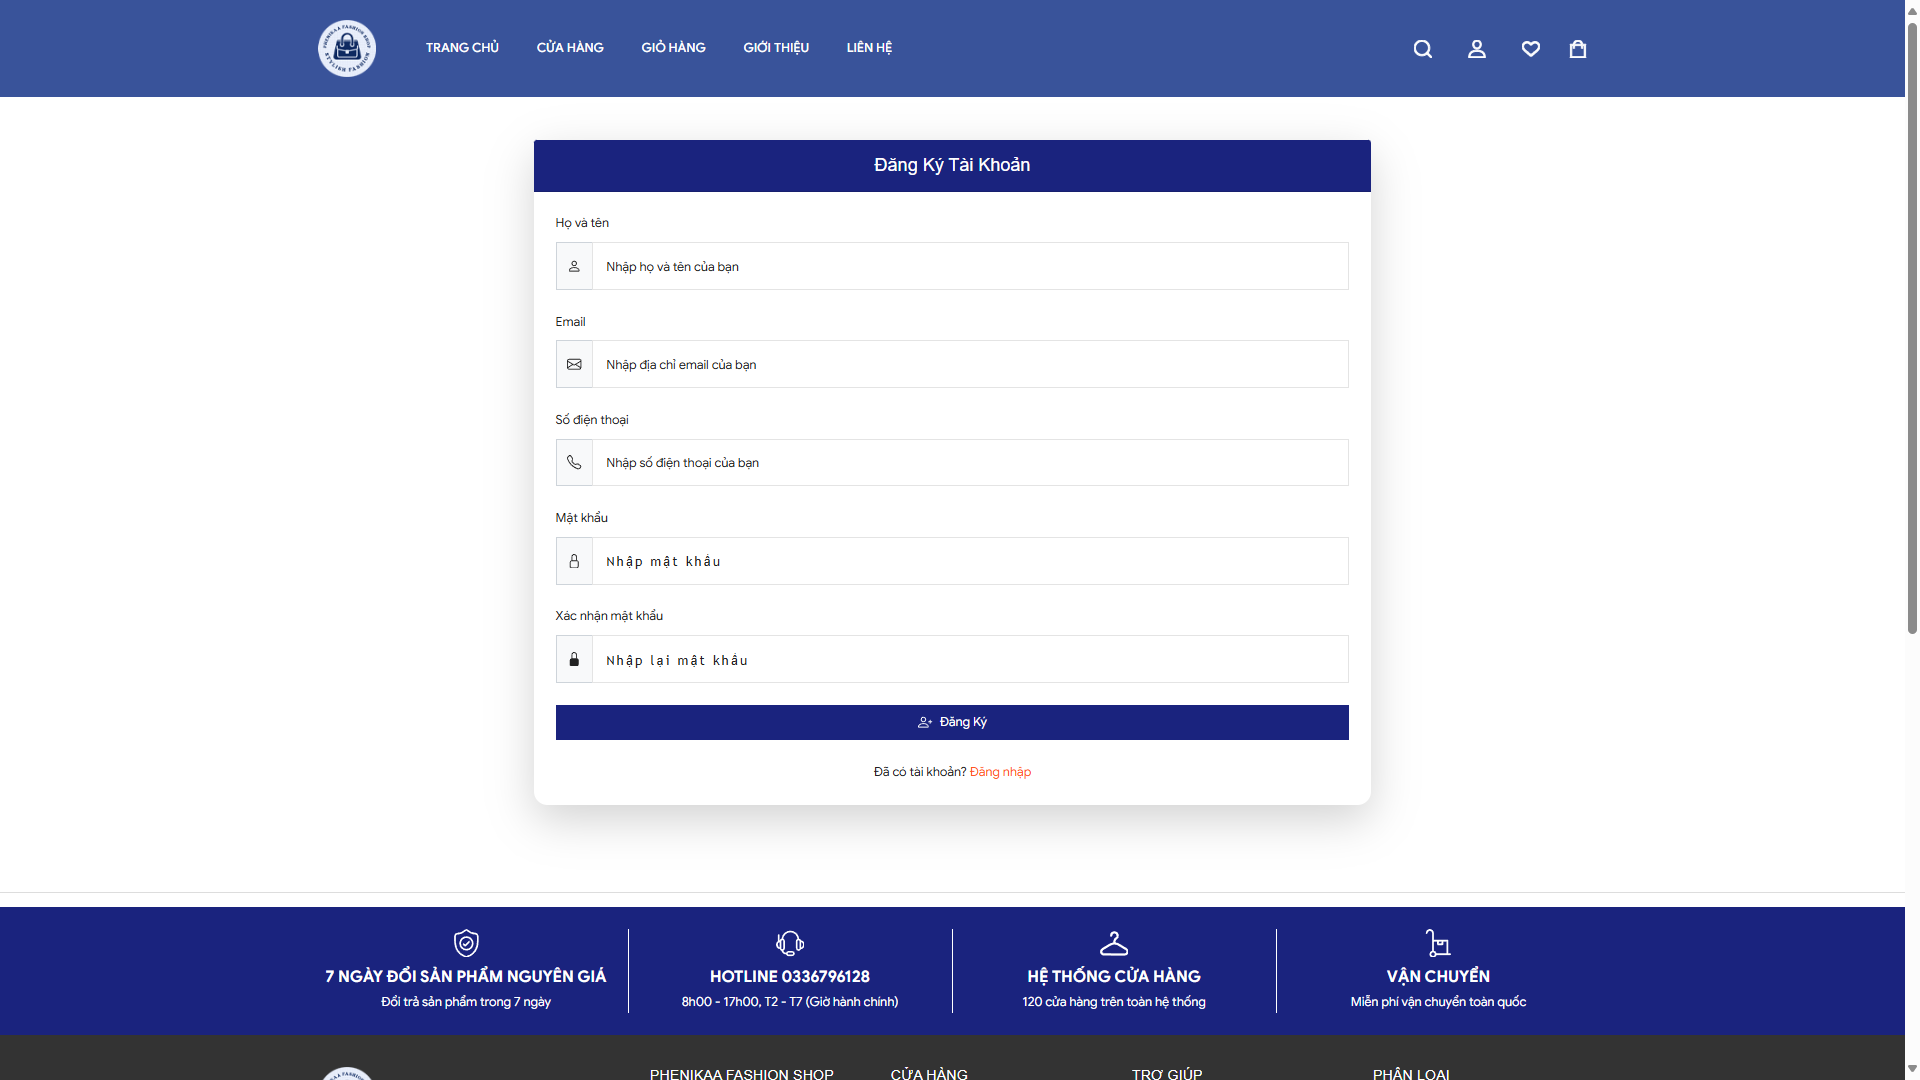 PHENIKAA FASHION SHOP
STYLISH FASHION
TRANG CHỦ
CỬA HÀNG
GIỎ HÀNG
GIỚI THIỆU
LIÊN HỆ
Đăng Ký Tài Khoản
Họ và tên
Nhập họ và tên của bạn
Email
Nhập địa chỉ email của bạn
Số điện thoại
Nhập số điện thoại của bạn
Mật khẩu
Nhập mật khẩu
Xác nhận mật khẩu
Nhập lại mật khẩu
Đăng Ký
Đã có tài khoản? Đăng nhập
7 NGÀY ĐỔI SẢN PHẨM NGUYÊN GIÁ
Đổi trả sản phẩm trong 7 ngày
HOTLINE 0336796128
8h00 - 17h00, T2 - T7 (Giờ hành chính)
HỆ THỐNG CỬA HÀNG
120 cửa hàng trên toàn hệ thống
VẬN CHUYỂN
Miễn phí vận chuyển toàn quốc
PHENIKAA FASHION SHOP
CỬA HÀNG
TRỢ GIÚP
PHÂN LOẠI